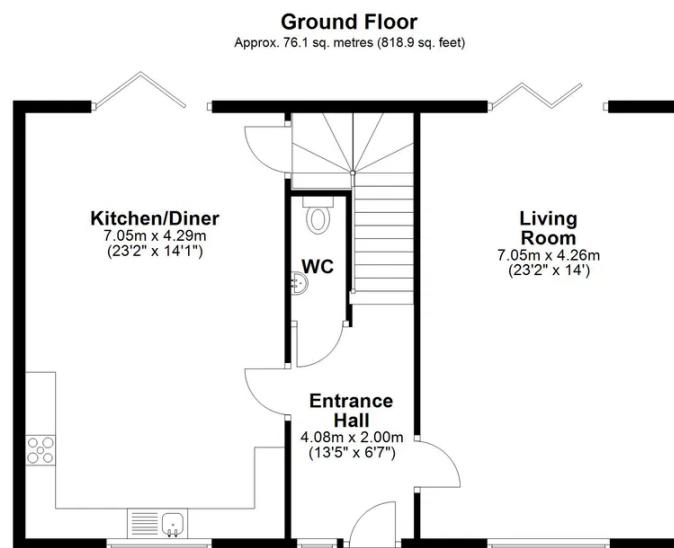 Ground Floor
Approx. 76.1 sq. metres (818.9 sq. feet)
Kitchen/Diner
7.05m x 4.29m
(23'2" x 14'1")
WC
Living
Room
7.05m x 4.26m
(23'2" x 14')
Entrance
Hall
4.08m x 2.00m
(13'5" x 6'7")